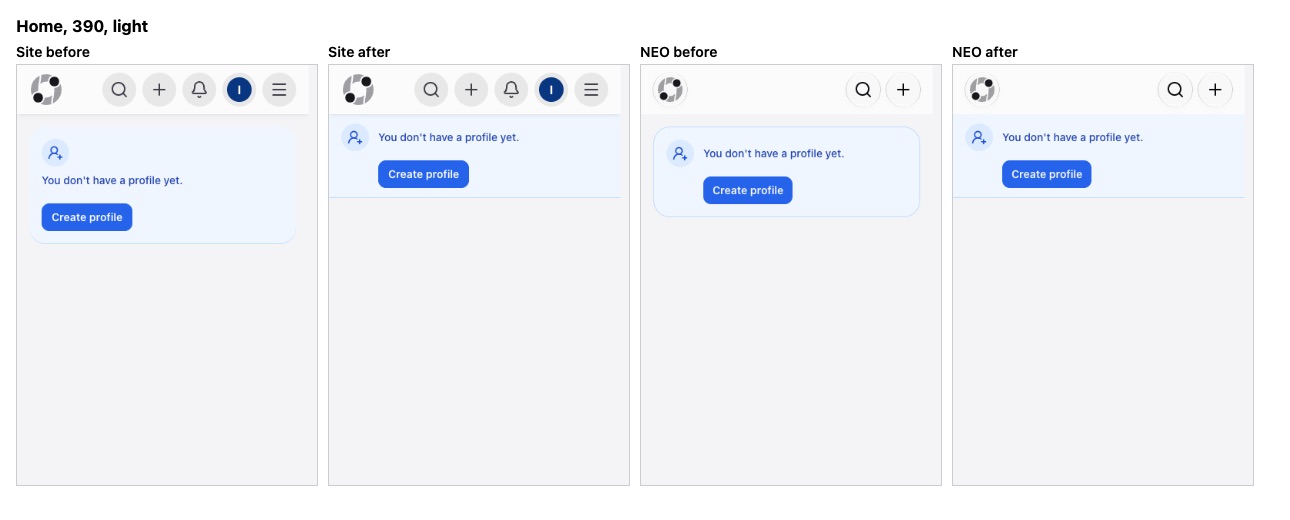 Home, 390, light
Site before
Site after
NEO before
NEO after
I
I
You don't have a profile yet.
Create profile
You don't have a profile yet.
Create profile
You don't have a profile yet.
Create profile
You don't have a profile yet.
Create profile